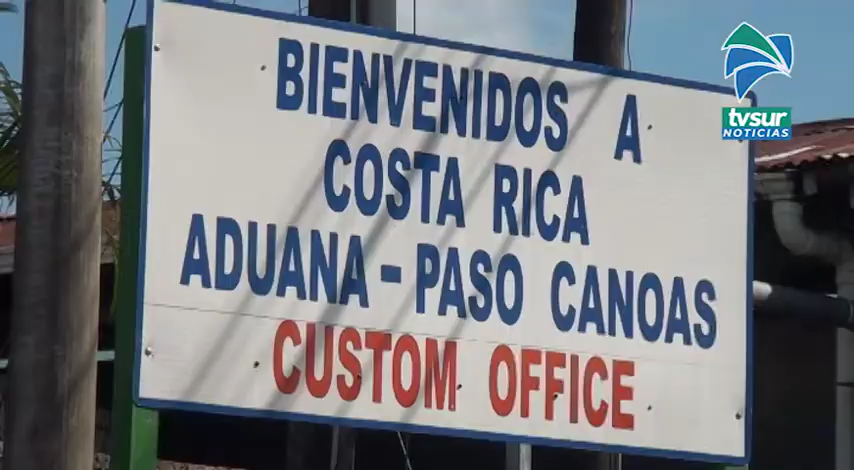 BIENVENIDOS A
COSTA RICA
ADUANA – PASO CANOAS
CUSTOM OFFICE
tvsur
NOTICIAS